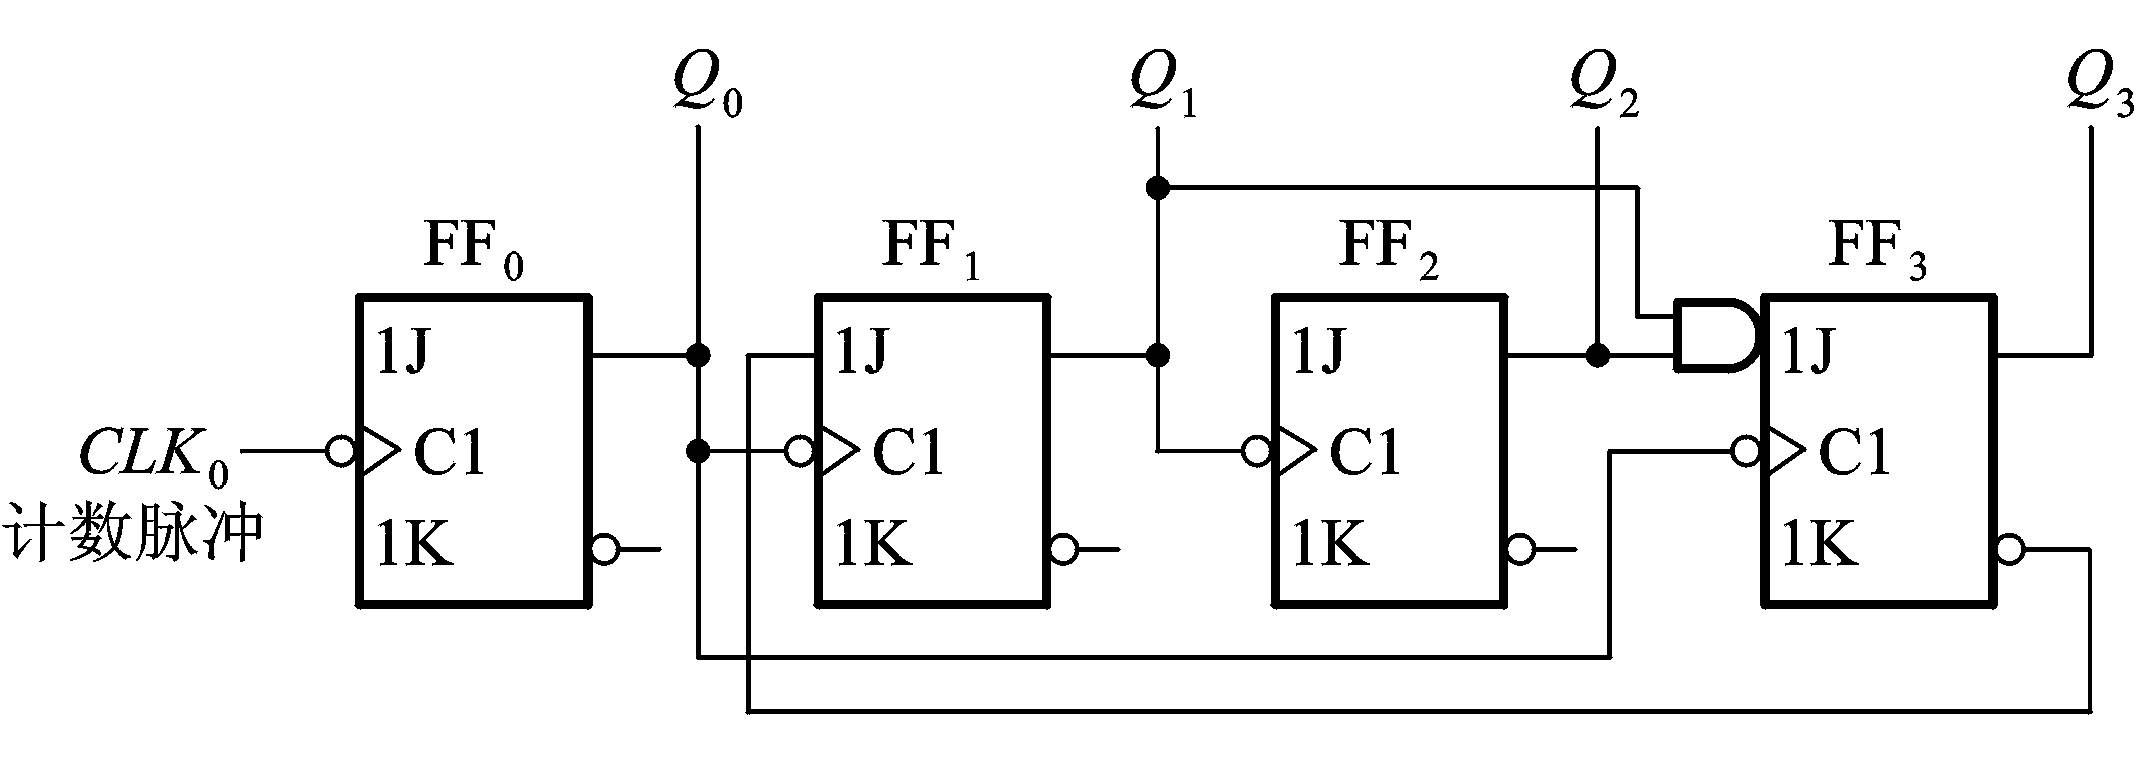 Q0 Q1 Q2 Q3
FF0 FF1 FF2 FF3
1J 1J 1J 1J
CLK0 C1 C1 C1 C1
计数脉冲 1K 1K 1K 1K